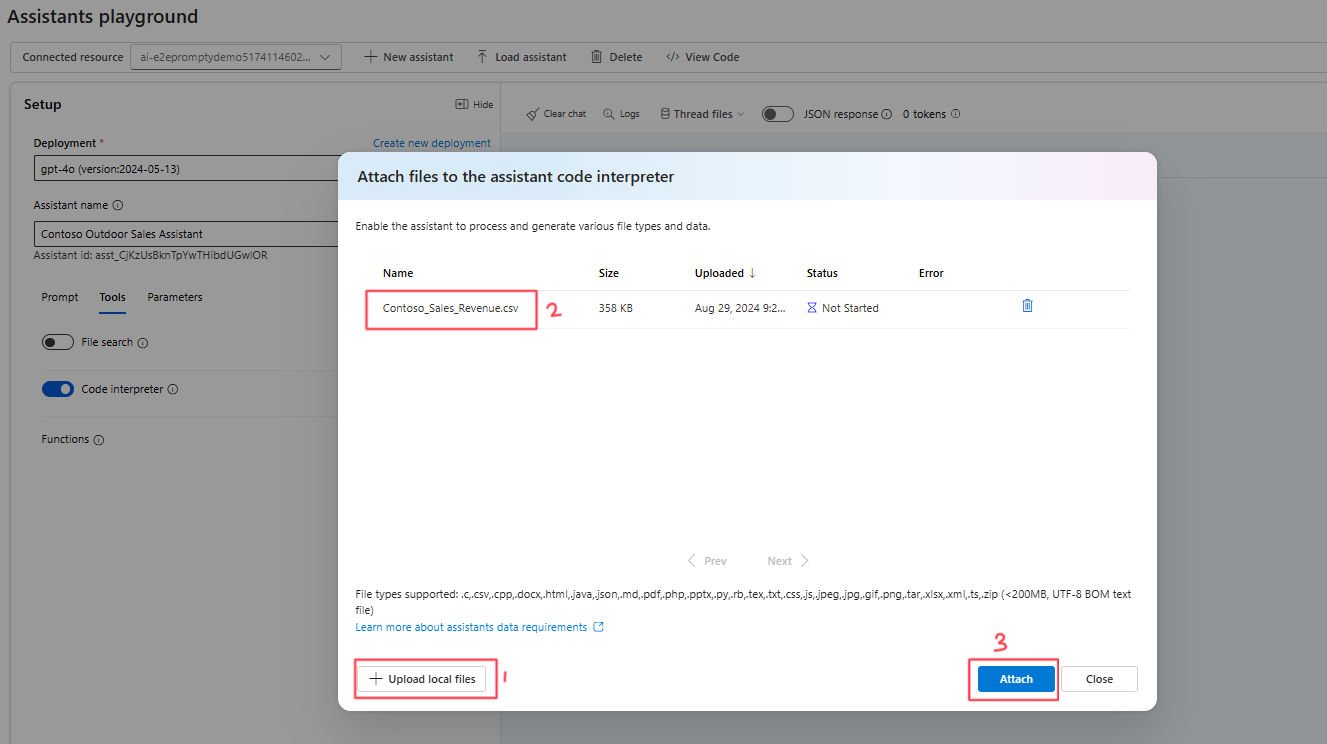 Assistants playground
Connected resource ai-e2epromptydemo5174114602... New assistant Load assistant Delete View Code
Setup Hide
Clear chat Logs Thread files JSON response 0 tokens
Deployment * Create new deployment
gpt-4o (version:2024-05-13)
Assistant name
Contoso Outdoor Sales Assistant
Assistant id: asst_CjKzUsBknTpYwTHibdUGwIOR
Prompt Tools Parameters
File search
Code interpreter
Functions
Attach files to the assistant code interpreter
Enable the assistant to process and generate various file types and data.
Name Size Uploaded ↓ Status Error
Contoso_Sales_Revenue.csv 2 358 KB Aug 29, 2024 9:2... Not Started
Prev Next
File types supported: .c,.csv,.cpp,.docx,.html,.java,.json,.md,.pdf,.php,.pptx,.py,.rb,.tex,.txt,.css,.js,.jpeg,.jpg,.gif,.png,.tar,.xlsx,.xml,.ts,.zip (<200MB, UTF-8 BOM text
file)
Learn more about assistants data requirements
3
Upload local files 1 Attach Close